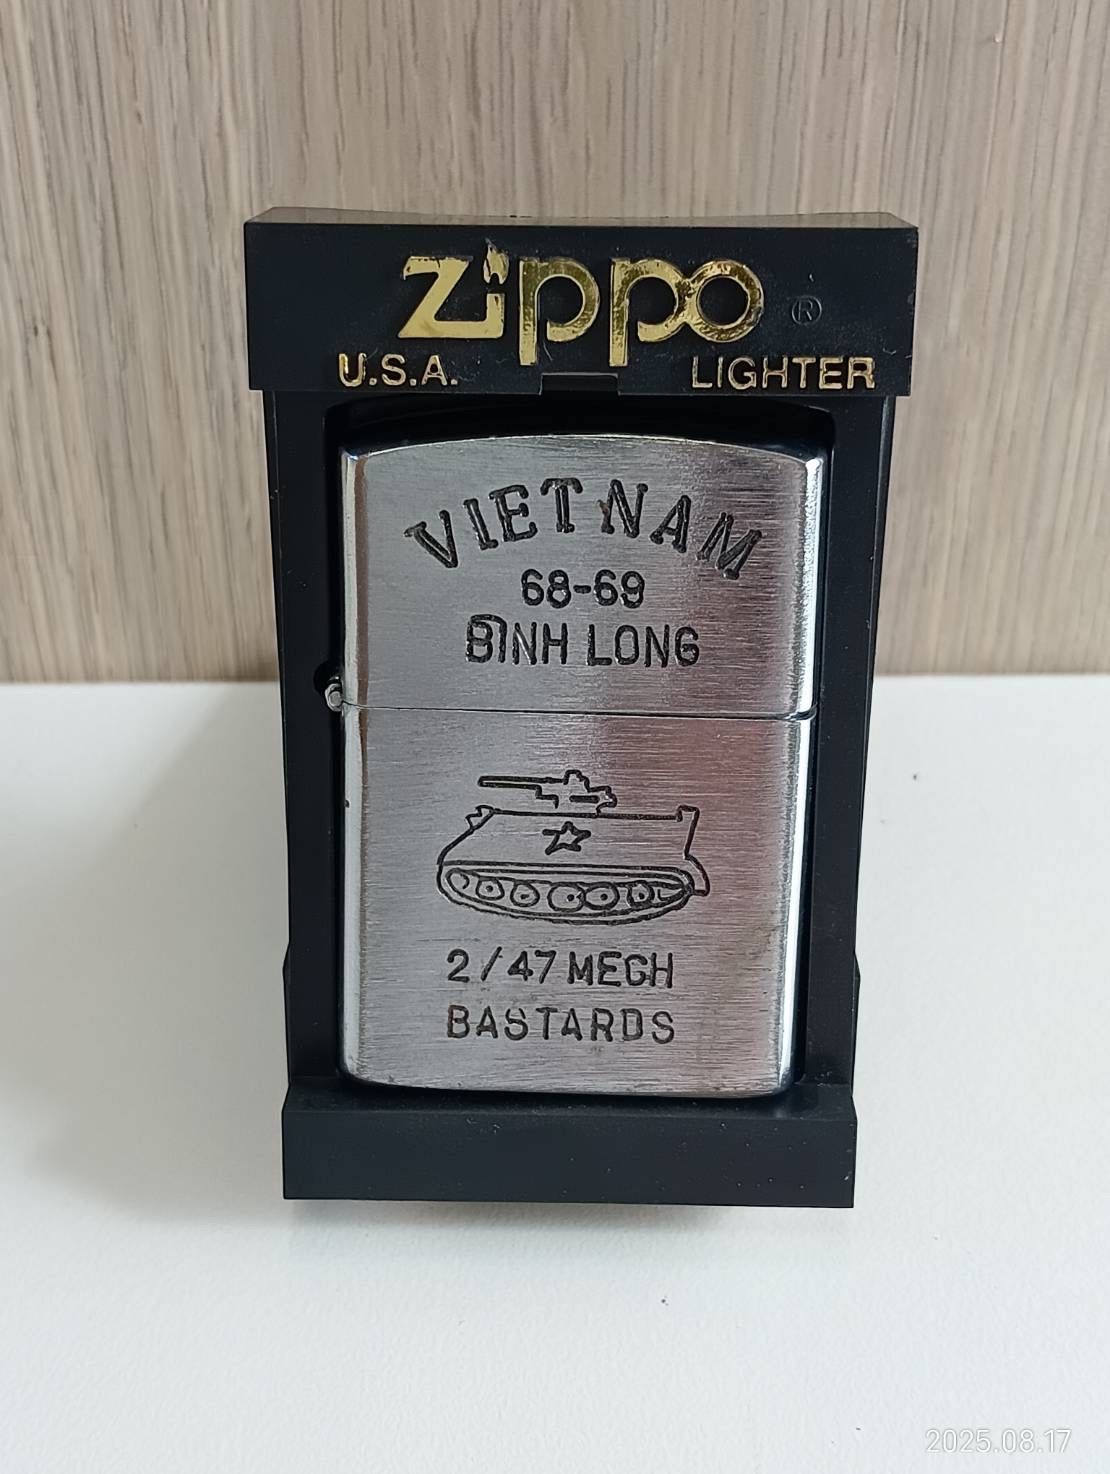 Zippo ®
U.S.A. LIGHTER
VIETNAM
68-69
BINH LONG
2/47 MECH
BASTARDS
2025.08.17